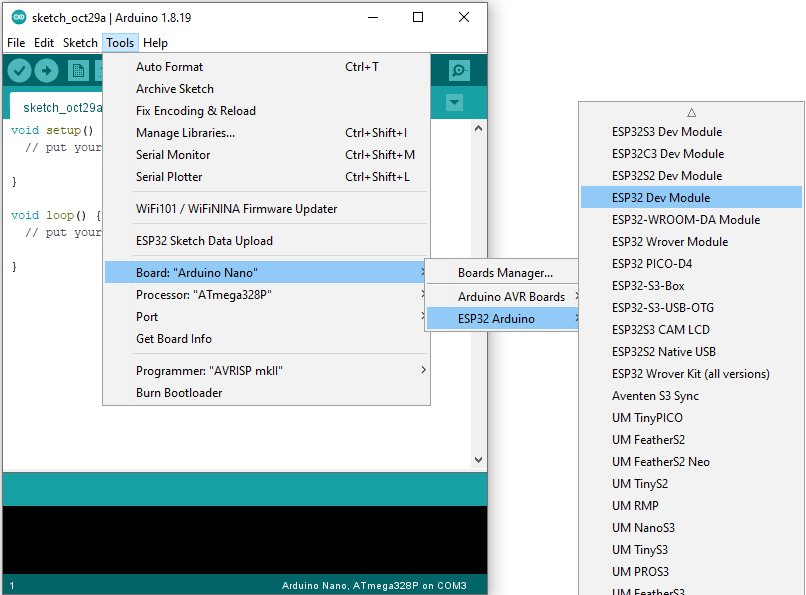 sketch_oct29a | Arduino 1.8.19
File Edit Sketch Tools Help
sketch_oct29a
void setup()
// put your
}
void loop() {
// put your
}
Auto Format Ctrl+T
Archive Sketch
Fix Encoding & Reload
Manage Libraries... Ctrl+Shift+I
Serial Monitor Ctrl+Shift+M
Serial Plotter Ctrl+Shift+L
WiFi101 / WiFiNINA Firmware Updater
ESP32 Sketch Data Upload
Board: "Arduino Nano"
Processor: "ATmega328P"
Port
Get Board Info
Programmer: "AVRISP mkII"
Burn Bootloader
Boards Manager...
Arduino AVR Boards
ESP32 Arduino
ESP32S3 Dev Module
ESP32C3 Dev Module
ESP32S2 Dev Module
ESP32 Dev Module
ESP32-WROOM-DA Module
ESP32 Wrover Module
ESP32 PICO-D4
ESP32-S3-Box
ESP32-S3-USB-OTG
ESP32S3 CAM LCD
ESP32S2 Native USB
ESP32 Wrover Kit (all versions)
Aventen S3 Sync
UM TinyPICO
UM FeatherS2
UM FeatherS2 Neo
UM TinyS2
UM RMP
UM NanoS3
UM TinyS3
UM PROS3
UM FeatherS3
1 Arduino Nano, ATmega328P on COM3